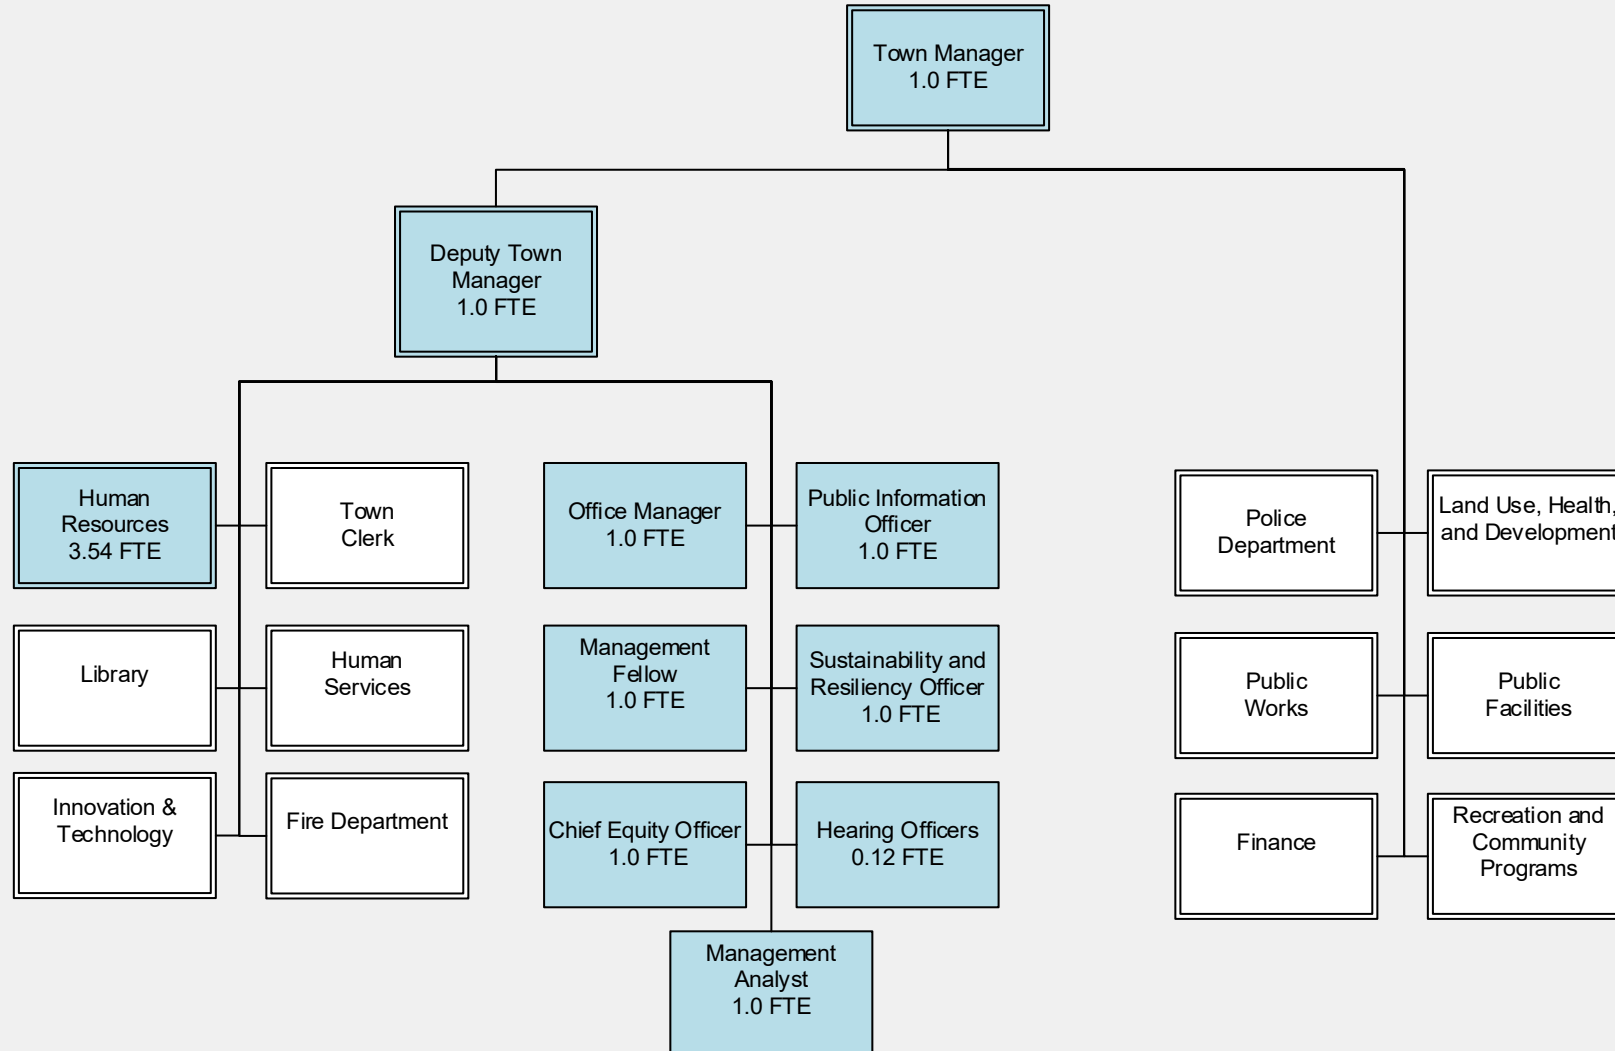 Town Manager
1.0 FTE
Deputy Town
Manager
1.0 FTE
Human
Resources
3.54 FTE
Town
Clerk
Office Manager
1.0 FTE
Public Information
Officer
1.0 FTE
Police
Department
Land Use, Health,
and Development
Library
Human
Services
Management
Fellow
1.0 FTE
Sustainability and
Resiliency Officer
1.0 FTE
Public
Works
Public
Facilities
Innovation &
Technology
Fire Department
Chief Equity Officer
1.0 FTE
Hearing Officers
0.12 FTE
Finance
Recreation and
Community
Programs
Management
Analyst
1.0 FTE